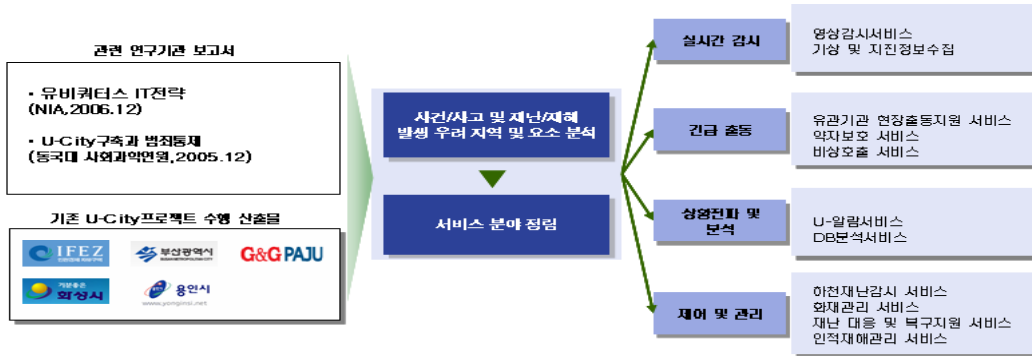 관련 연구기관 보고서
• 유비쿼터스 IT전략
(NIA,2006.12)
• U-City구축과 범죄통제
(동국대 사회과학연원,2005.12)
기존 U-City프로젝트 수행 산출물
IFEZ
부산광역시
BUSAN METROPOLITAN CITY
G&G PAJU
기분좋은
화성시
용인시
www.yonginsi.net
사건/사고 및 재난/재해
발생 우려 지역 및 요소 분석
서비스 분야 정립
실시간 감시
영상감시서비스
기상 및 지진정보수집
긴급 출동
유관기관 현장출동지원 서비스
약자보호 서비스
비상호출 서비스
상황전파 및
분석
U-알람서비스
DB분석서비스
제어 및 관리
하천재난감시 서비스
화재관리 서비스
재난 대응 및 복구지원 서비스
인적재해관리 서비스